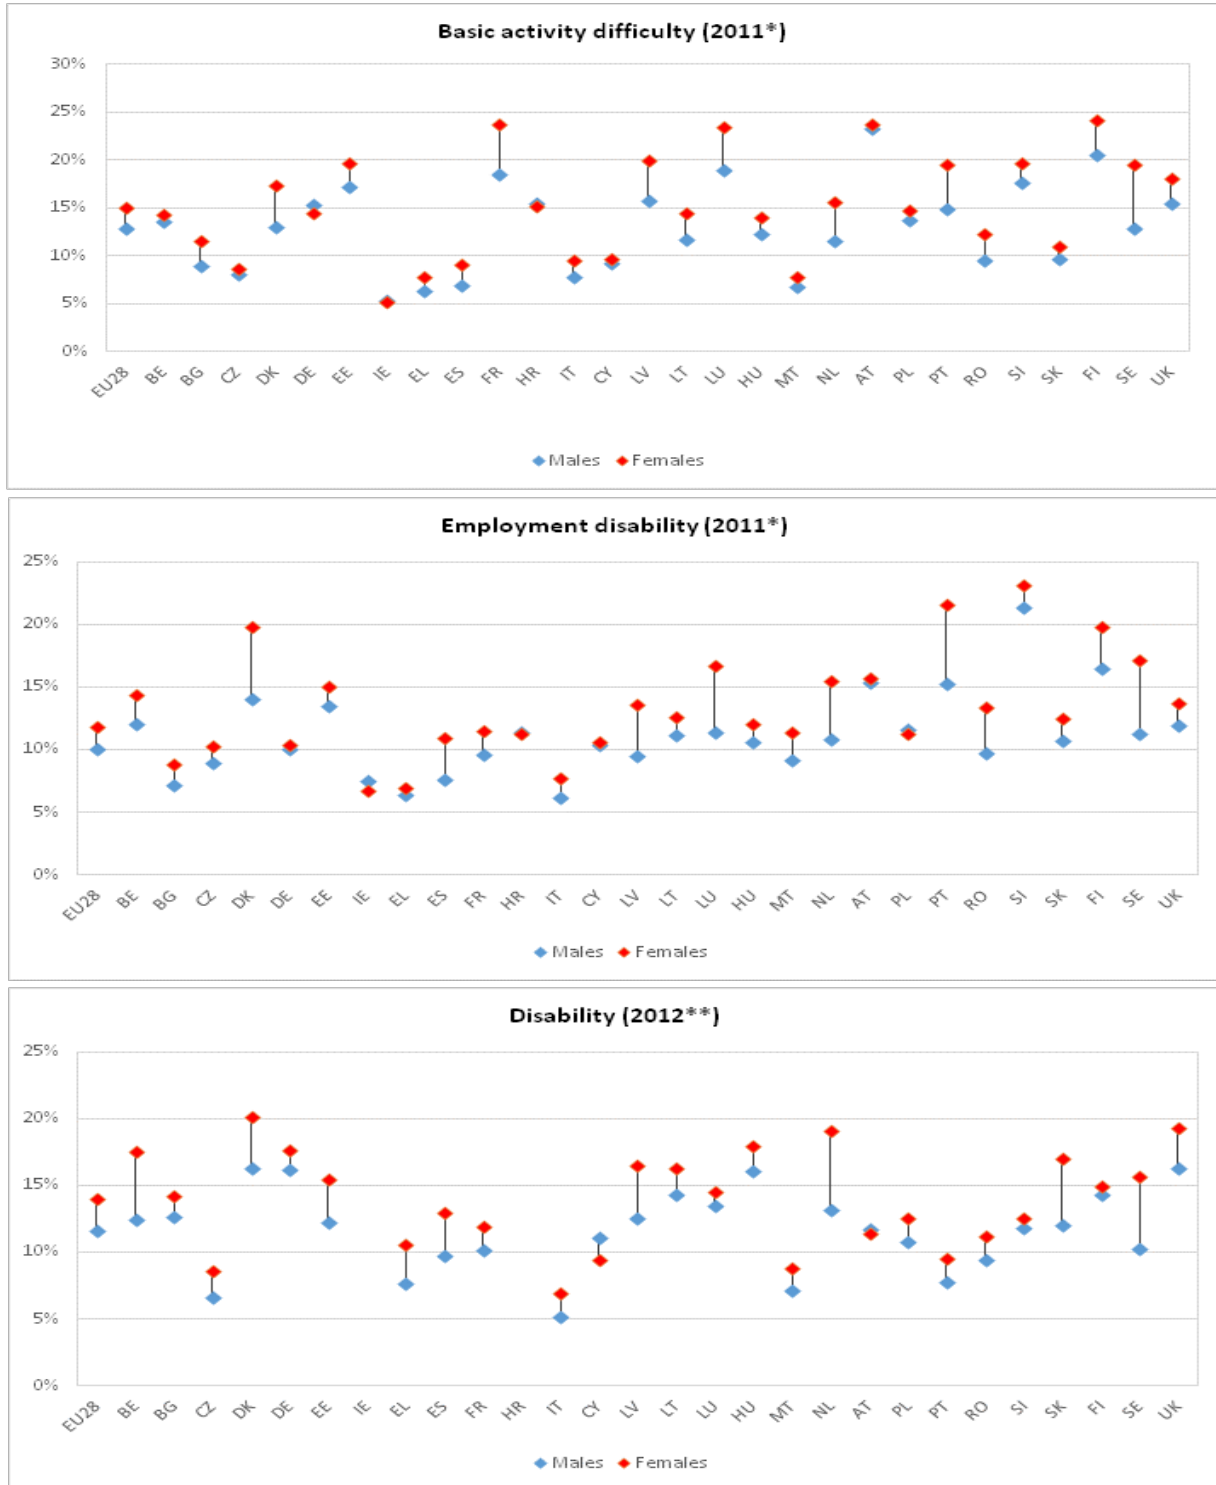 Basic activity difficulty (2011*)
30%
25%
20%
15%
10%
5%
0%
EU28 BE BG CZ DK DE EE IE EL ES FR HR IT CY LV LT LU HU MT NL AT PL PT RO SI SK FI SE UK
Males Females
Employment disability (2011*)
25%
20%
15%
10%
5%
0%
EU28 BE BG CZ DK DE EE IE EL ES FR HR IT CY LV LT LU HU MT NL AT PL PT RO SI SK FI SE UK
Males Females
Disability (2012**)
25%
20%
15%
10%
5%
0%
EU28 BE BG CZ DK DE EE IE EL ES FR HR IT CY LV LT LU HU MT NL AT PL PT RO SI SK FI SE UK
Males Females